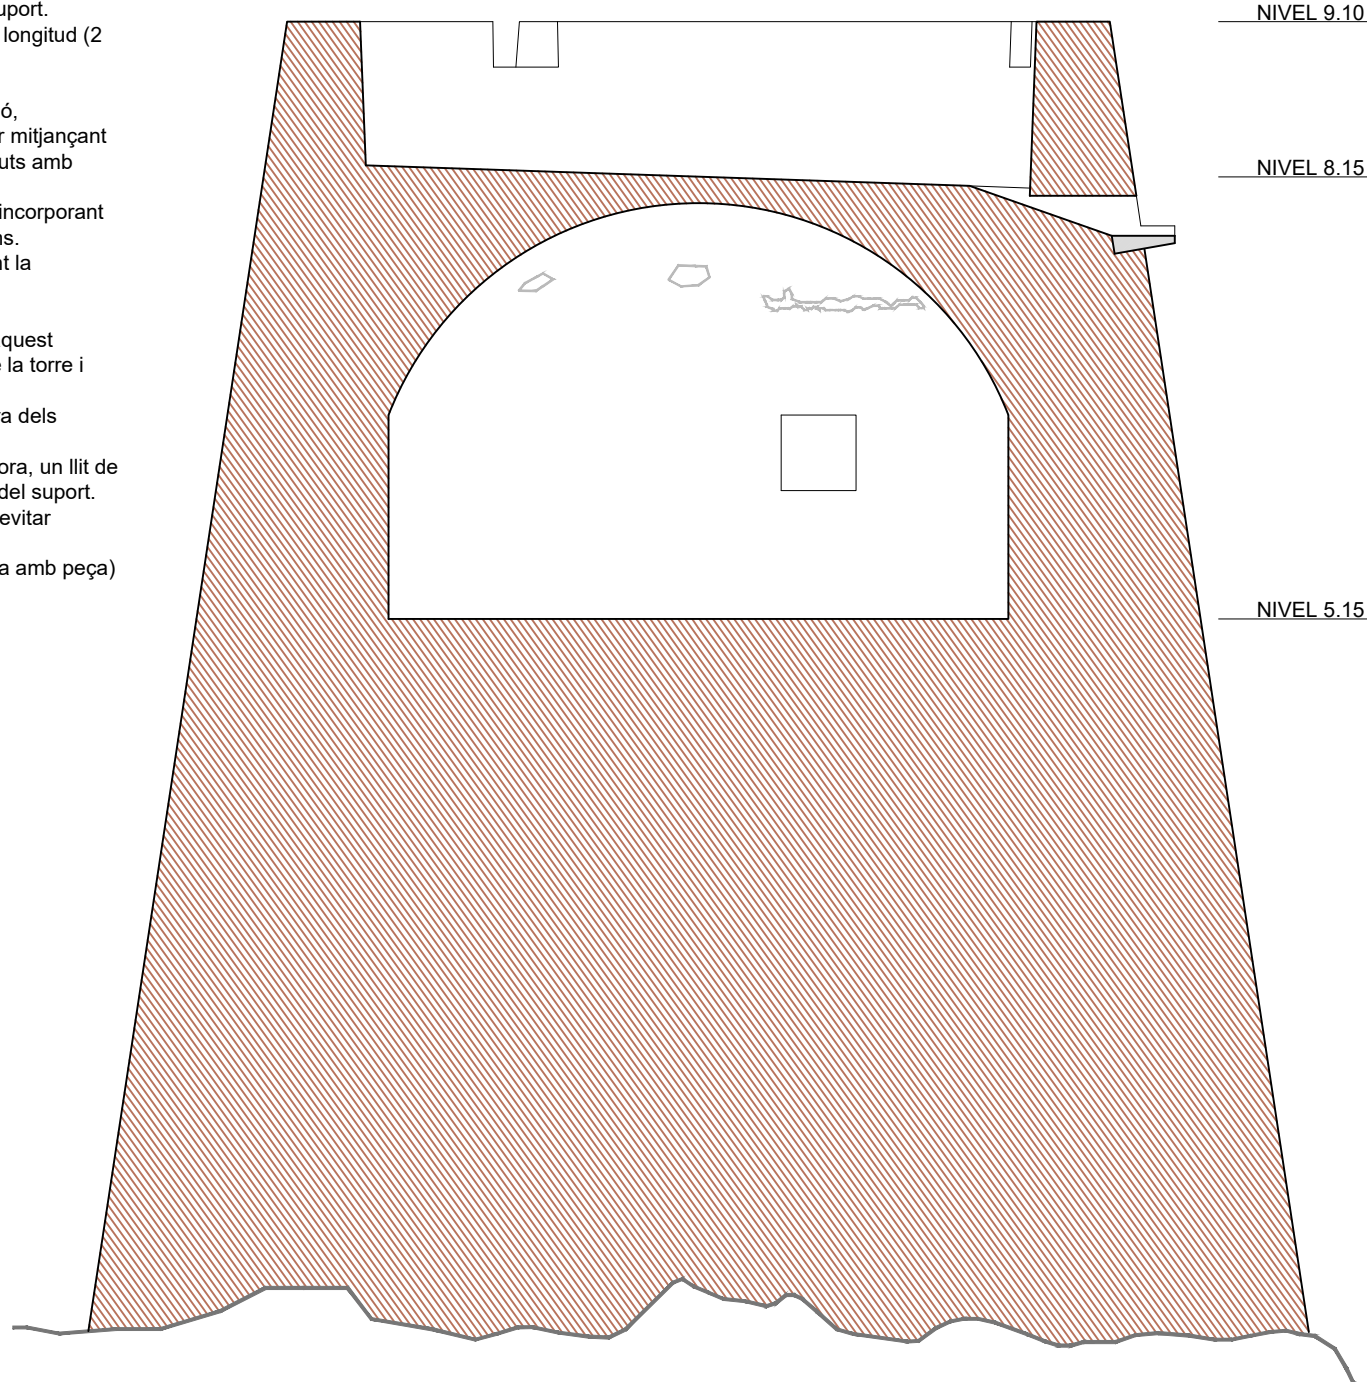 uport.
longitud (2
ó,
r mitjançant
uts amb
incorporant
ns.
nt la
quest
e la torre i
ra dels
ora, un llit de
del suport.
evitar
a amb peça)
NIVEL 9.10
NIVEL 8.15
NIVEL 5.15